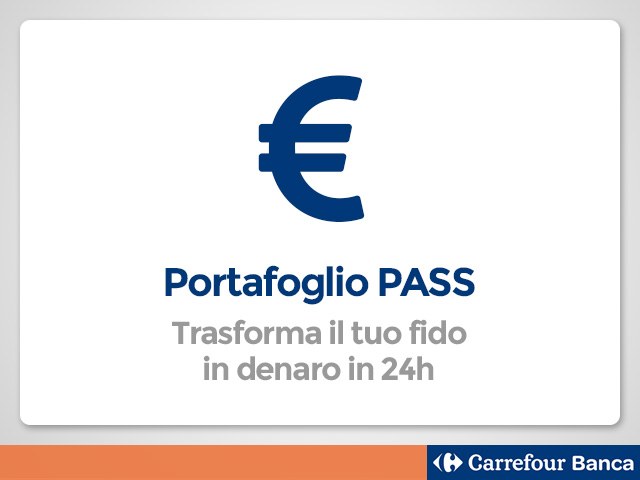 €
Portafoglio PASS
Trasforma il tuo fido
in denaro in 24h
Carrefour Banca